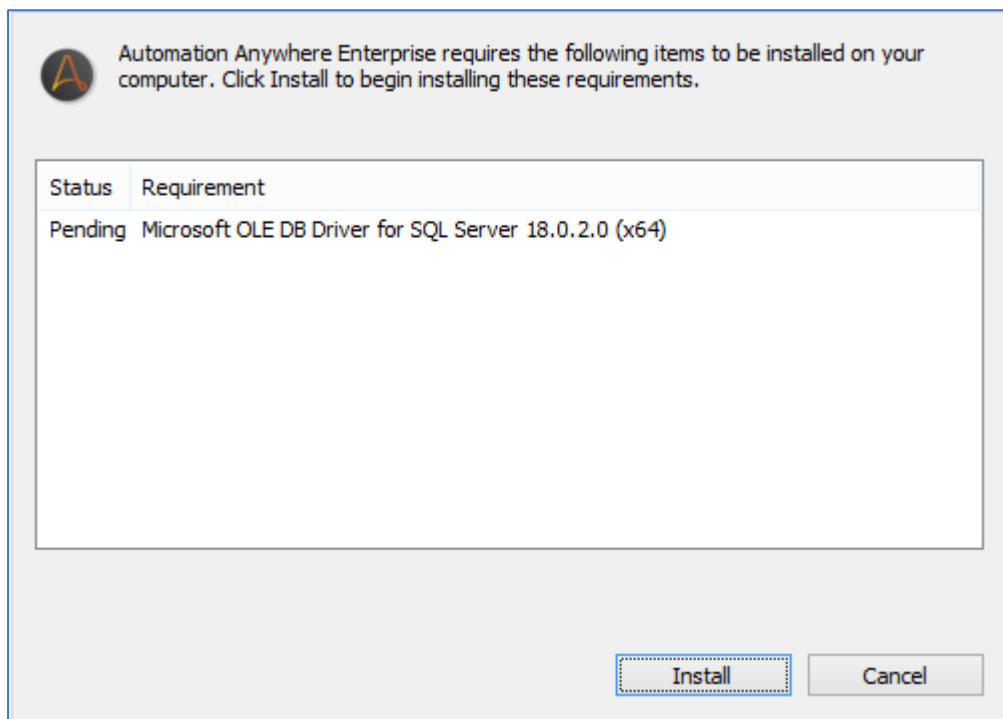 Automation Anywhere Enterprise requires the following items to be installed on your
computer. Click Install to begin installing these requirements.
Status Requirement
Pending Microsoft OLE DB Driver for SQL Server 18.0.2.0 (x64)
Install Cancel